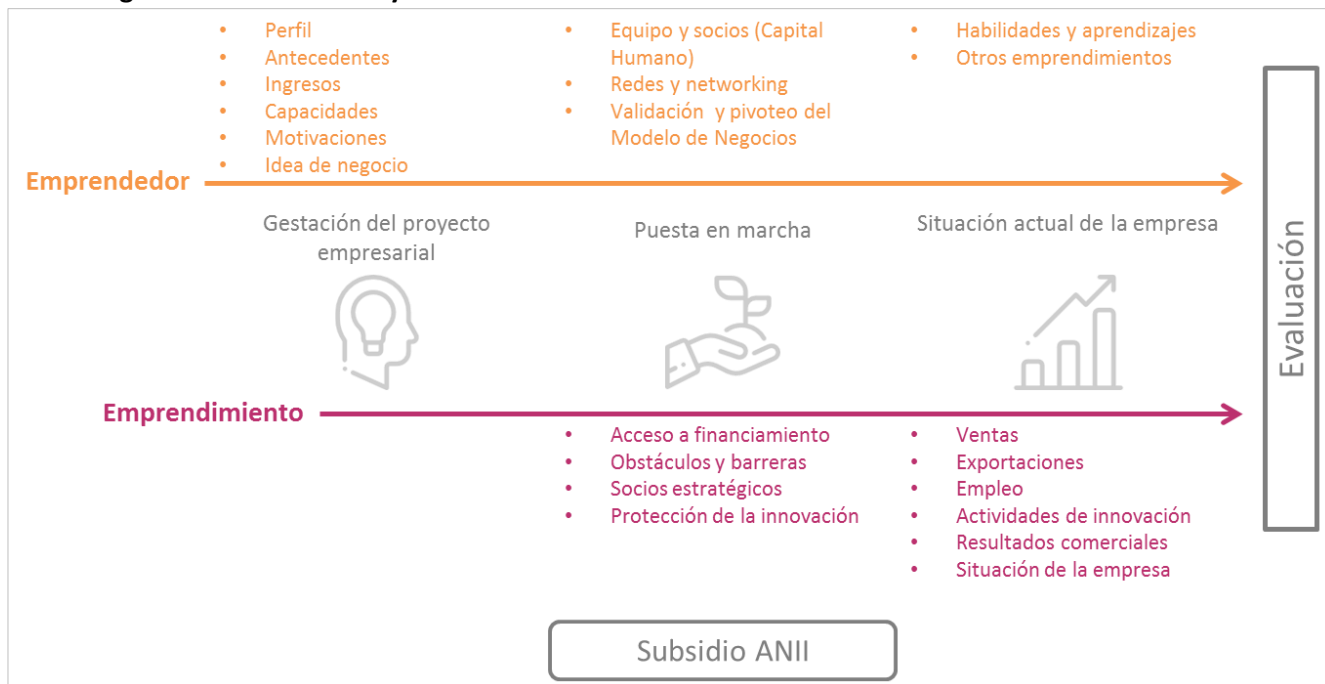 • Perfil
• Antecedentes
• Ingresos
• Capacidades
• Motivaciones
• Idea de negocio
• Equipo y socios (Capital
Humano)
• Redes y networking
• Validación y pivoteo del
Modelo de Negocios
• Habilidades y aprendizajes
• Otros emprendimientos
Emprendedor
Gestación del proyecto
empresarial
Puesta en marcha
Situación actual de la empresa
Evaluación
Emprendimiento
• Acceso a financiamiento
• Obstáculos y barreras
• Socios estratégicos
• Protección de la innovación
• Ventas
• Exportaciones
• Empleo
• Actividades de innovación
• Resultados comerciales
• Situación de la empresa
Subsidio ANII